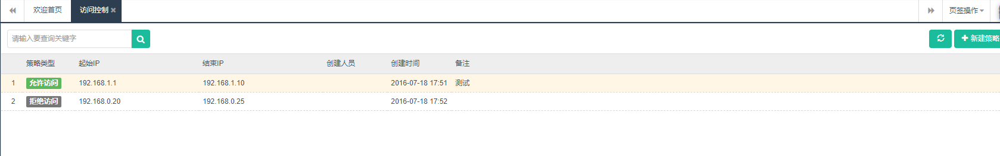 欢迎首页 访问控制 页签操作
请输入要查询关键字 新建策略
策略类型 起始IP 结束IP 创建人员 创建时间 备注
1 允许访问 192.168.1.1 192.168.1.10 2016-07-18 17:51 测试
2 拒绝访问 192.168.0.20 192.168.0.25 2016-07-18 17:52